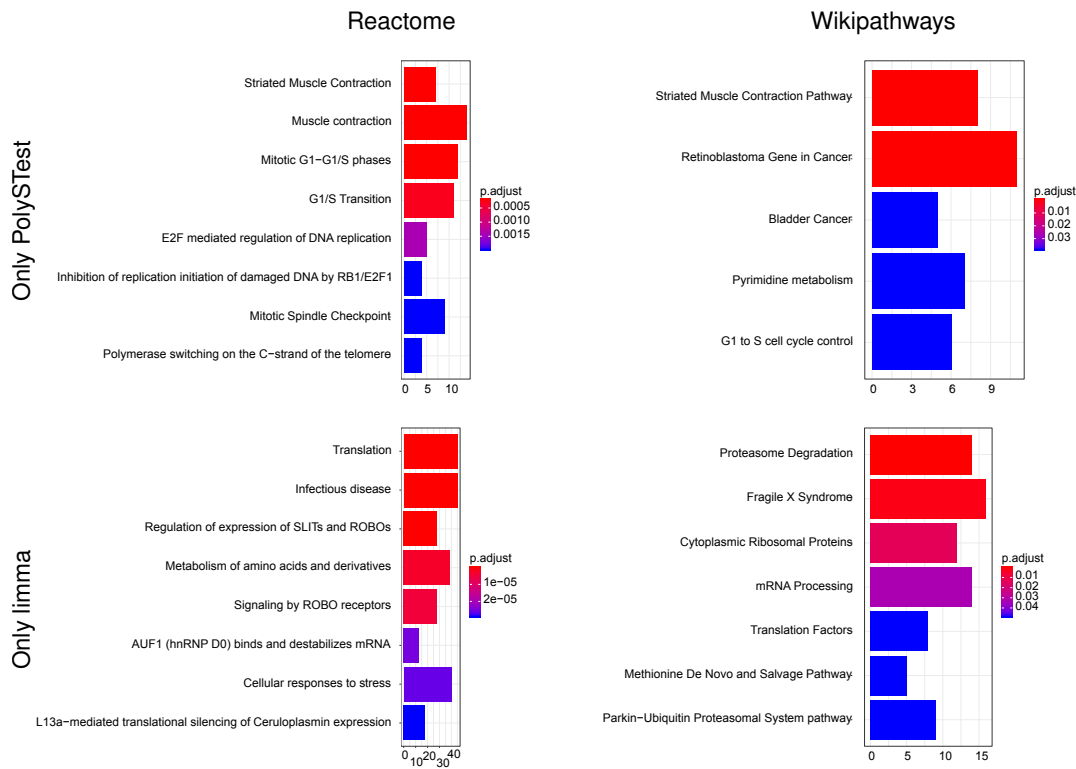 Reactome
Wikipathways
Only PolySTest
Striated Muscle Contraction
Muscle contraction
Mitotic G1−G1/S phases
G1/S Transition
E2F mediated regulation of DNA replication
Inhibition of replication initiation of damaged DNA by RB1/E2F1
Mitotic Spindle Checkpoint
Polymerase switching on the C−strand of the telomere
0 5 10
p.adjust
0.0005
0.0010
0.0015
Striated Muscle Contraction Pathway
Retinoblastoma Gene in Cancer
Bladder Cancer
Pyrimidine metabolism
G1 to S cell cycle control
0 3 6 9
p.adjust
0.01
0.02
0.03
Only limma
Translation
Infectious disease
Regulation of expression of SLITs and ROBOs
Metabolism of amino acids and derivatives
Signaling by ROBO receptors
AUF1 (hnRNP D0) binds and destabilizes mRNA
Cellular responses to stress
L13a−mediated translational silencing of Ceruloplasmin expression
0 10 20 30 40
p.adjust
1e−05
2e−05
Proteasome Degradation
Fragile X Syndrome
Cytoplasmic Ribosomal Proteins
mRNA Processing
Translation Factors
Methionine De Novo and Salvage Pathway
Parkin−Ubiquitin Proteasomal System pathway
0 5 10 15
p.adjust
0.01
0.02
0.03
0.04